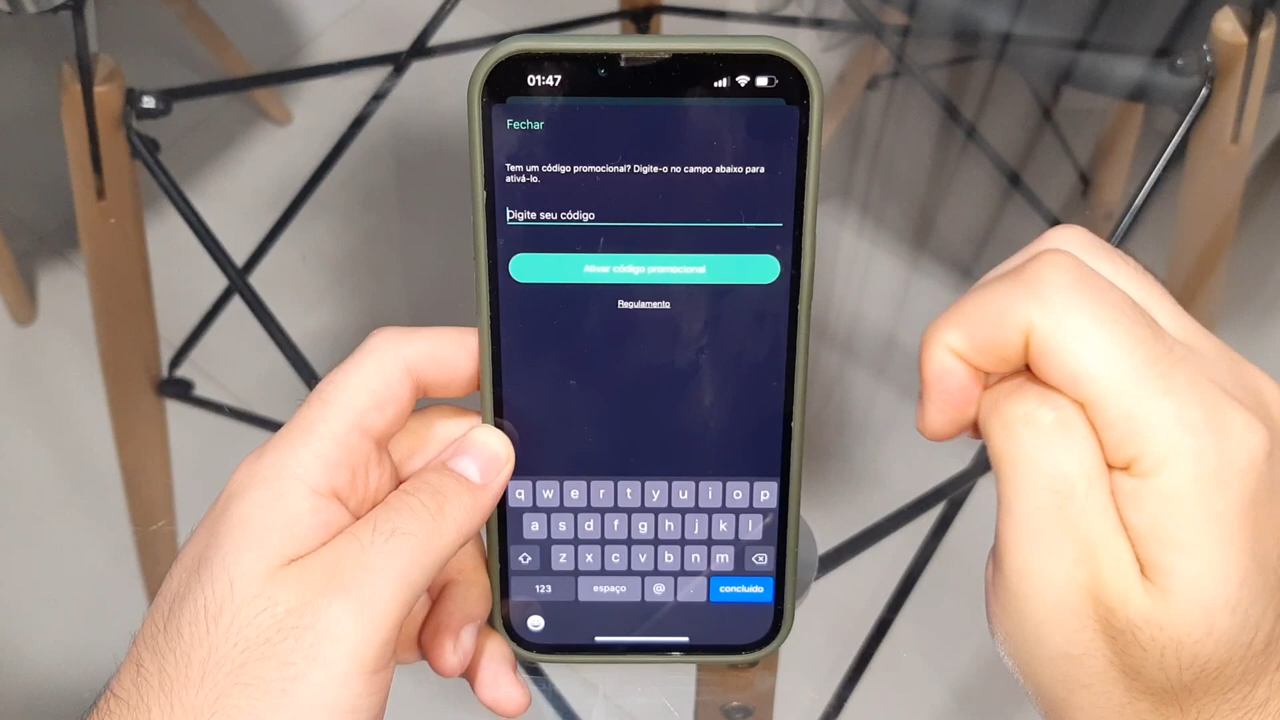 01:47
Fechar
Tem um código promocional? Digite-o no campo abaixo para
ativá-lo.
Digite seu código
Ativar código promocional
Regulamento
q w e r t y u i o p
a s d f g h j k l
z x c v b n m
123 espaço @ . concluído